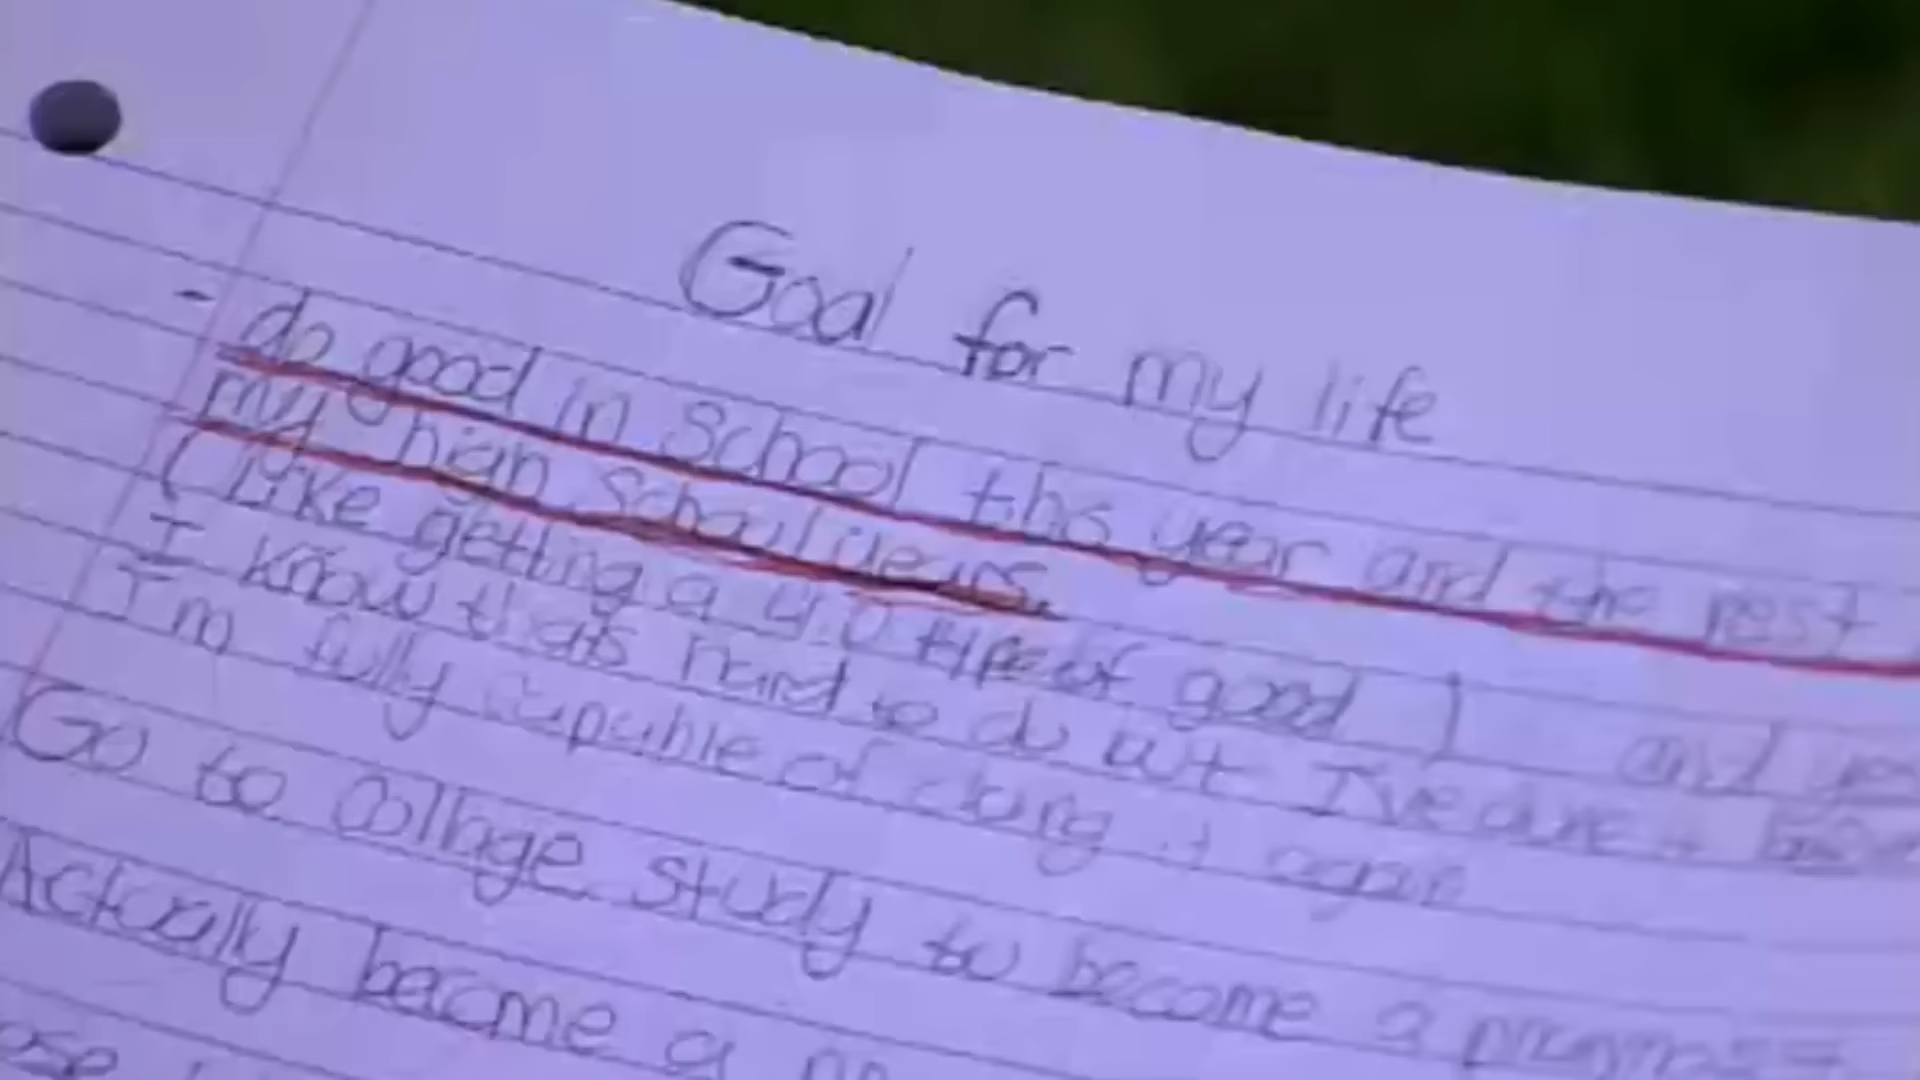 Goal for my life
- do good in School this year and the rest
my high school years.
(Like getting a 4.0 type of good ) and yes
I know thats hard to do but I've done it
I'm fully capable of doing it again
Go to Collage study to become a
Actually become a